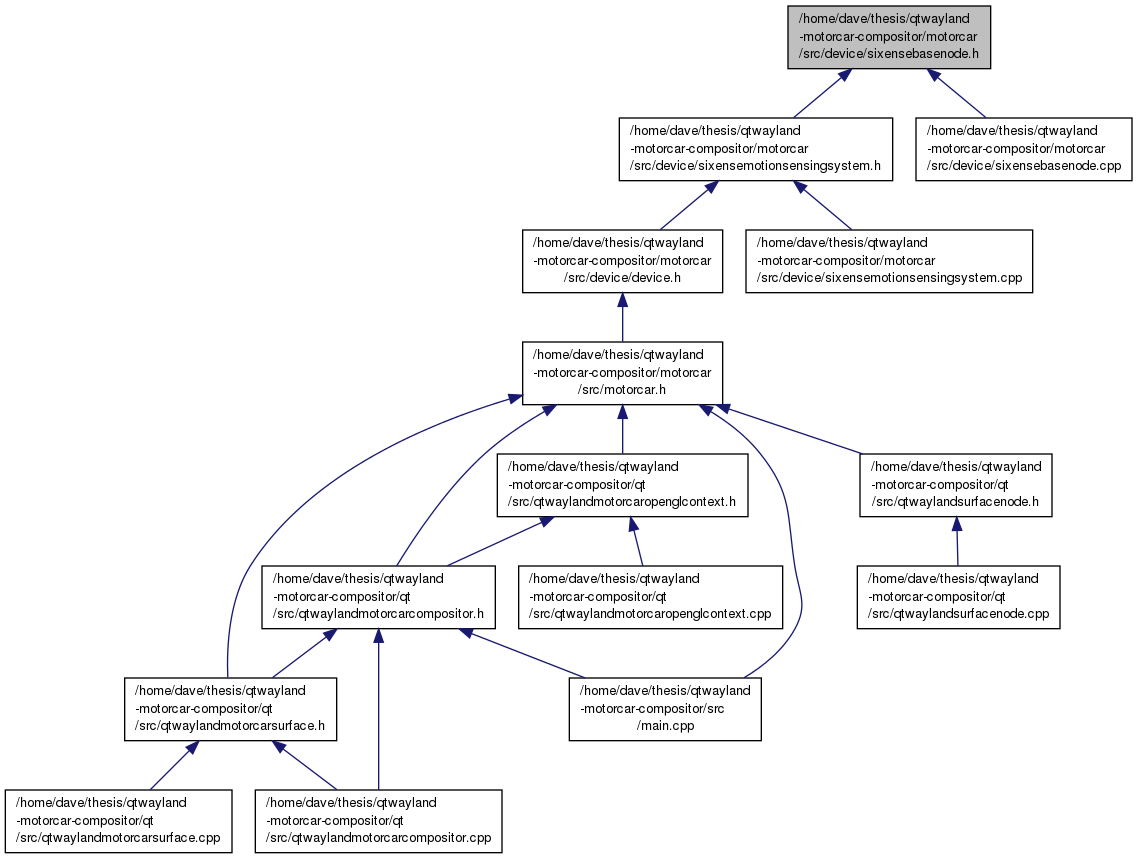 /home/dave/thesis/qtwayland
-motorcar-compositor/motorcar
/src/device/sixensebasenode.h
/home/dave/thesis/qtwayland
-motorcar-compositor/motorcar
/src/device/sixensemotionsensingsystem.h
/home/dave/thesis/qtwayland
-motorcar-compositor/motorcar
/src/device/sixensebasenode.cpp
/home/dave/thesis/qtwayland
-motorcar-compositor/motorcar
/src/device/device.h
/home/dave/thesis/qtwayland
-motorcar-compositor/motorcar
/src/device/sixensemotionsensingsystem.cpp
/home/dave/thesis/qtwayland
-motorcar-compositor/motorcar
/src/motorcar.h
/home/dave/thesis/qtwayland
-motorcar-compositor/qt
/src/qtwaylandmotorcaropenglcontext.h
/home/dave/thesis/qtwayland
-motorcar-compositor/qt
/src/qtwaylandsurfacenode.h
/home/dave/thesis/qtwayland
-motorcar-compositor/qt
/src/qtwaylandmotorcarcompositor.h
/home/dave/thesis/qtwayland
-motorcar-compositor/qt
/src/qtwaylandmotorcaropenglcontext.cpp
/home/dave/thesis/qtwayland
-motorcar-compositor/qt
/src/qtwaylandsurfacenode.cpp
/home/dave/thesis/qtwayland
-motorcar-compositor/qt
/src/qtwaylandmotorcarsurface.h
/home/dave/thesis/qtwayland
-motorcar-compositor/src
/main.cpp
/home/dave/thesis/qtwayland
-motorcar-compositor/qt
/src/qtwaylandmotorcarsurface.cpp
/home/dave/thesis/qtwayland
-motorcar-compositor/qt
/src/qtwaylandmotorcarcompositor.cpp